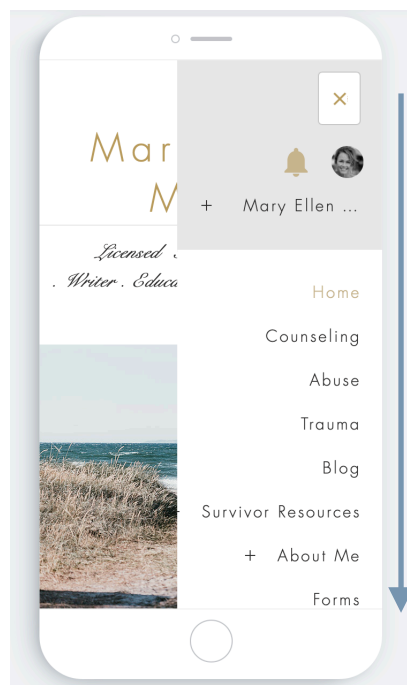 ×
Mar
M
+ Mary Ellen ...
Licensed
. Writer . Educa
Home
Counseling
Abuse
Trauma
Blog
Survivor Resources
+ About Me
Forms